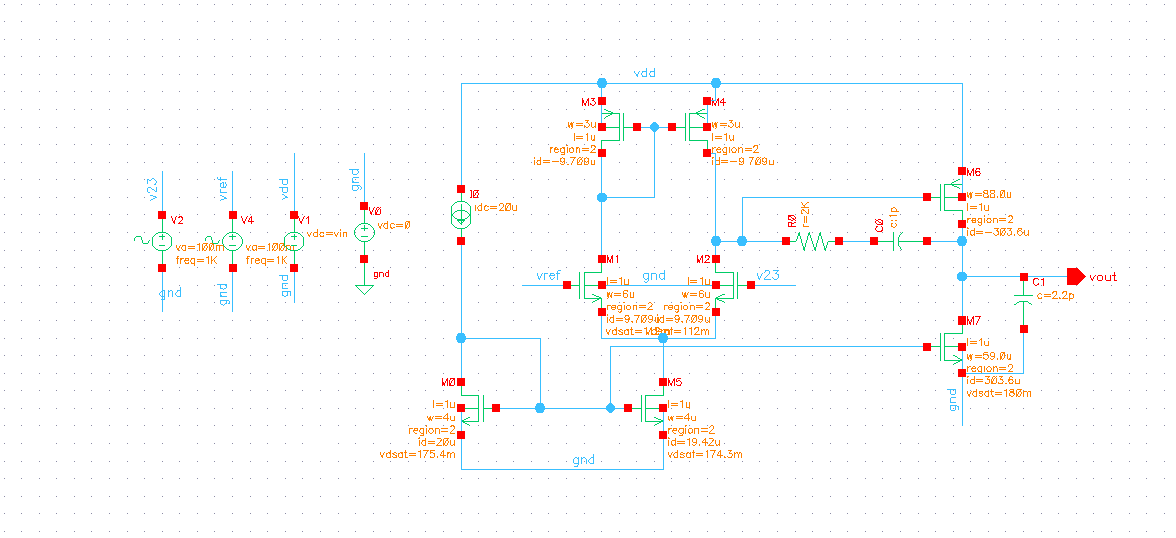 vdd
M3
w=3u
l=1u
region=2
id=-9.709u
M4
w=3u
l=1u
region=2
id=-9.709u
v23
V2
va=100m
freq=1K
gnd
vref
V4
freq=1K
gnd
vdd
V1
vdc=vin
gnd
gnd
V0
vdc=0
gnd
I0
idc=20u
M6
w=88.0u
l=1u
region=2
id=-303.6u
R0
r=2K
C0
c:1p
vref
M1
l=1u
w=6u
region=2
id=9.709u
gnd
M2
l=1u
w=6u
region=2
id=9.709u
vdsat=112m
v23
C1
c=2.2p
vout
M7
l=1u
w=59.0u
region=2
id=303.6u
vdsat=180m
gnd
M0
l=1u
w=4u
region=2
id=20u
vdsat=175.4m
M5
l=1u
w=4u
region=2
id=19.42u
vdsat=174.3m
gnd